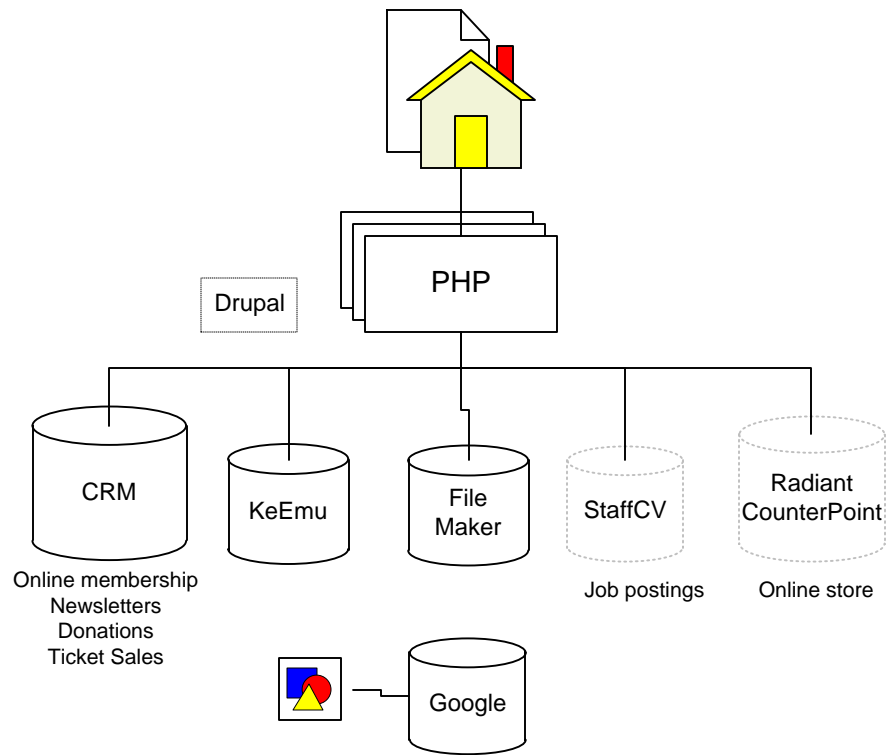 PHP
Drupal
CRM
KeEmu
File
Maker
StaffCV
Radiant
CounterPoint
Online membership
Newsletters
Donations
Ticket Sales
Job postings
Online store
Google